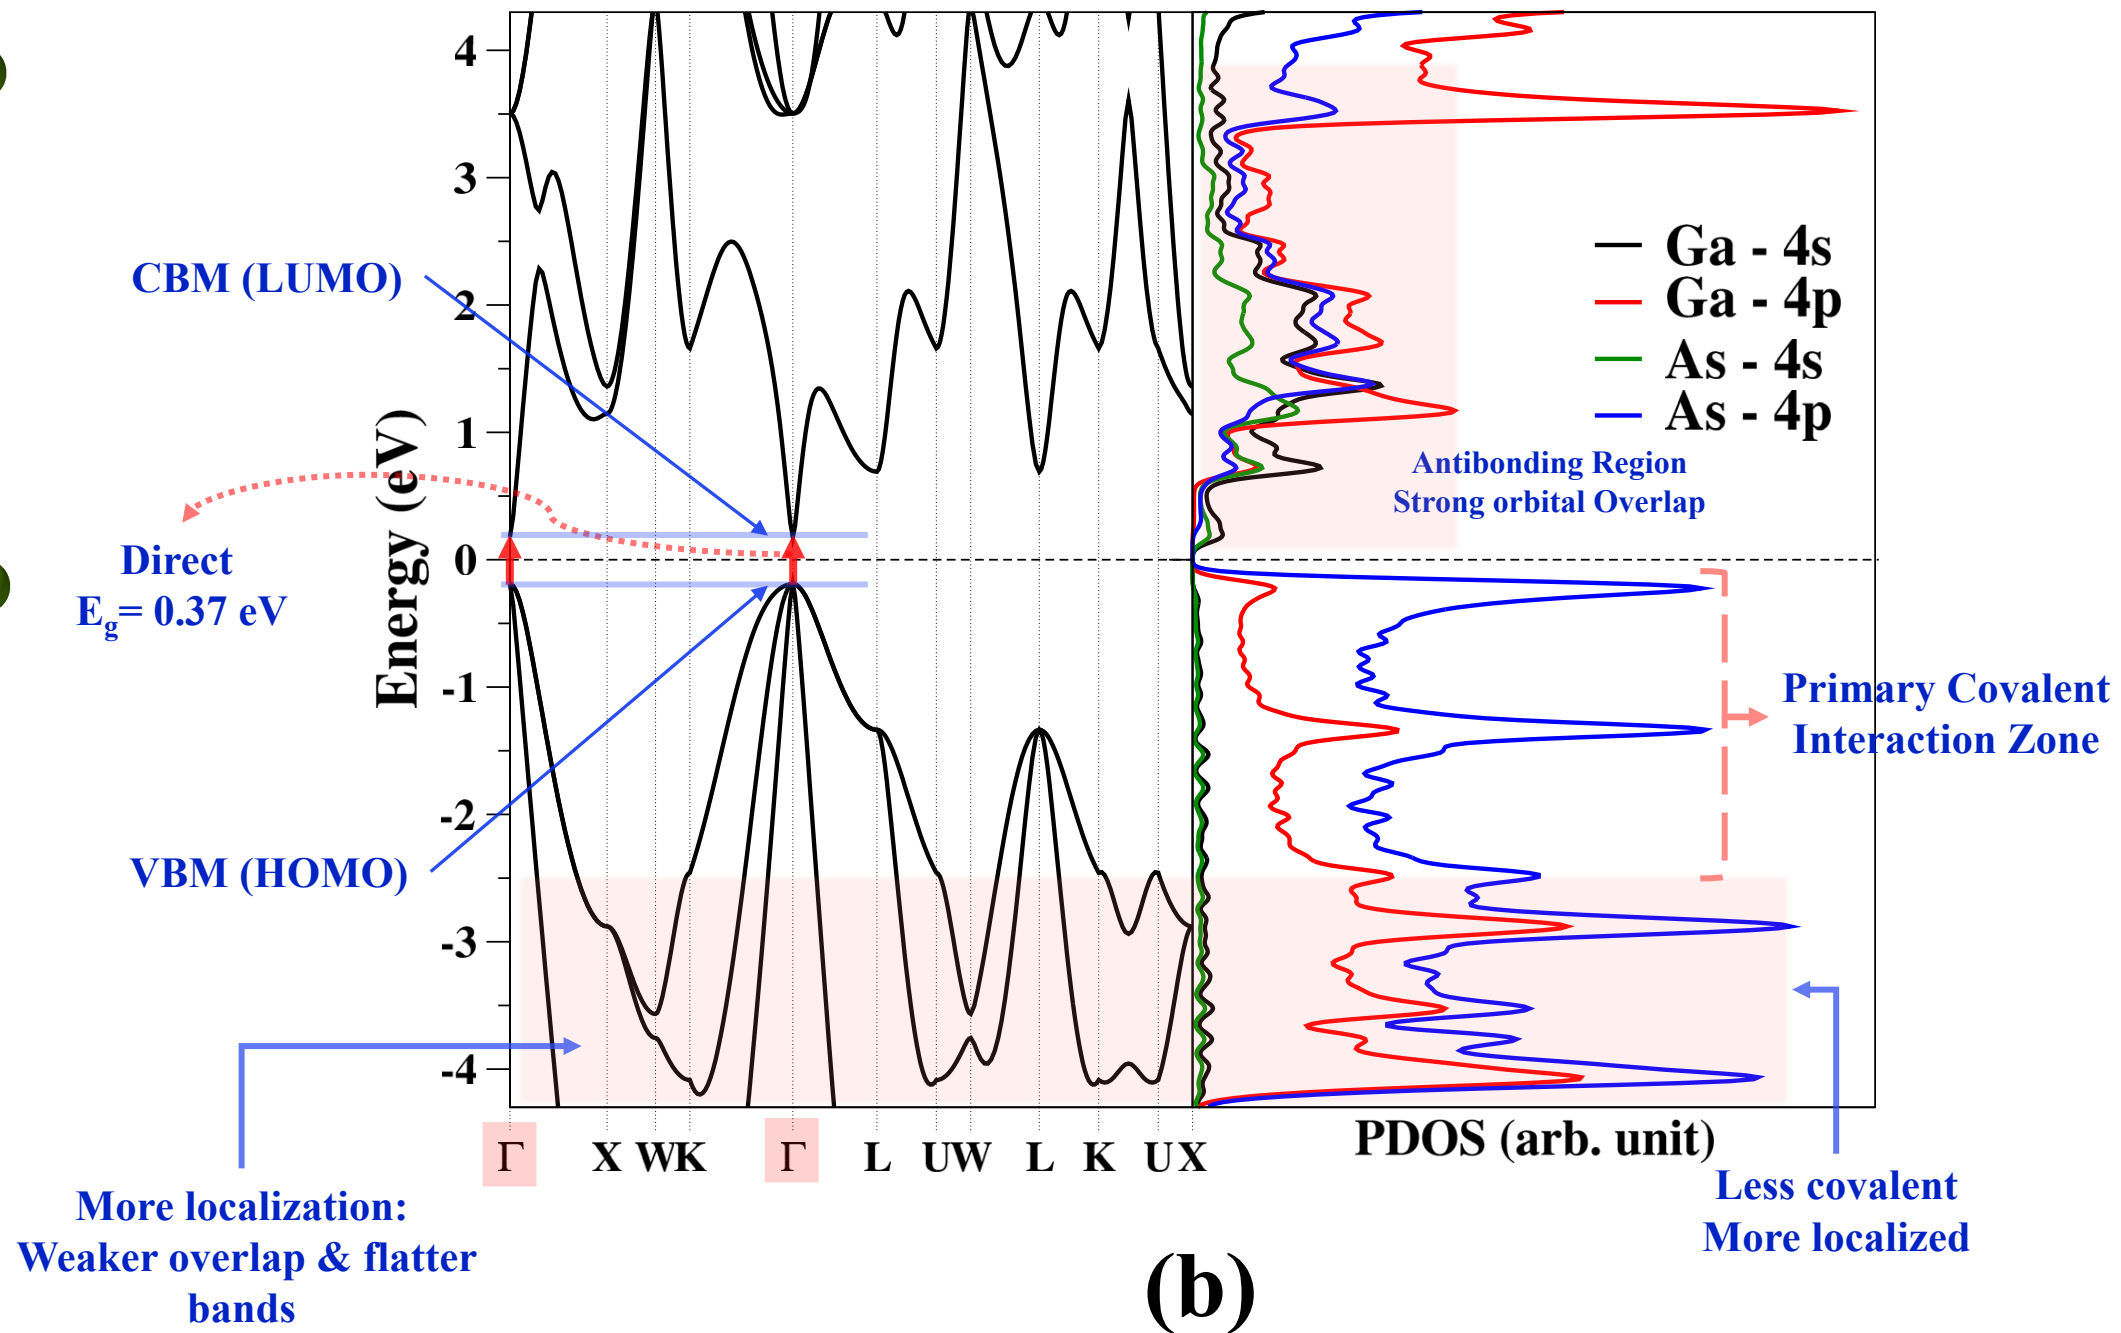 4
3
2
1
0
-1
-2
-3
-4
Energy (eV)
CBM (LUMO)
Direct
Eg= 0.37 eV
VBM (HOMO)
Ga - 4s
Ga - 4p
As - 4s
As - 4p
Antibonding Region
Strong orbital Overlap
Primary Covalent
Interaction Zone
Γ X W K Γ L U W L K U X
PDOS (arb. unit)
More localization:
Weaker overlap & flatter
bands
Less covalent
More localized
(b)